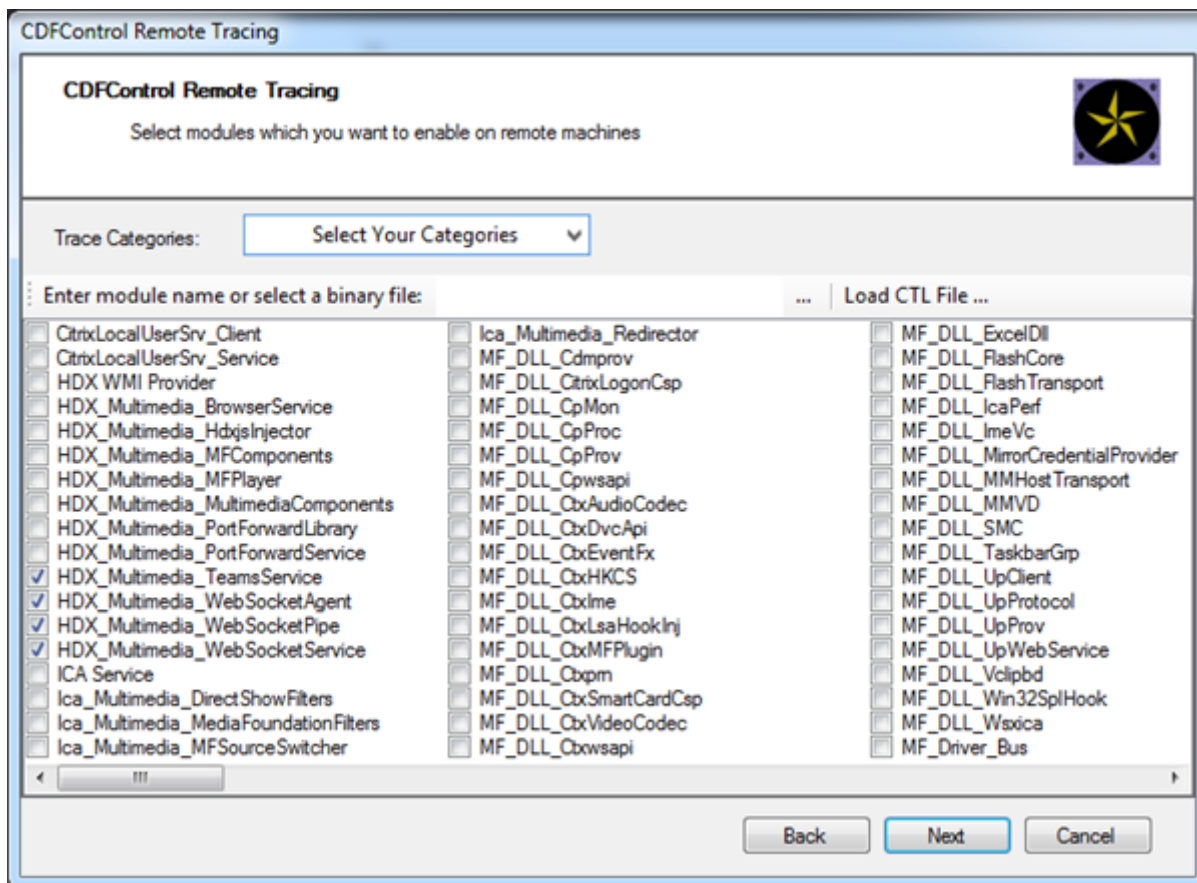 CDFControl Remote Tracing
CDFControl Remote Tracing
Select modules which you want to enable on remote machines
Trace Categories:
Select Your Categories
Enter module name or select a binary file:
...
Load CTL File ...
CitrixLocalUserSrv_Client
CitrixLocalUserSrv_Service
HDX WMI Provider
HDX_Multimedia_BrowserService
HDX_Multimedia_HdxjsInjector
HDX_Multimedia_MFComponents
HDX_Multimedia_MFPlayer
HDX_Multimedia_MultimediaComponents
HDX_Multimedia_PortForwardLibrary
HDX_Multimedia_PortForwardService
HDX_Multimedia_TeamsService
HDX_Multimedia_WebSocketAgent
HDX_Multimedia_WebSocketPipe
HDX_Multimedia_WebSocketService
ICA Service
Ica_Multimedia_DirectShowFilters
Ica_Multimedia_MediaFoundationFilters
Ica_Multimedia_MFSourceSwitcher
Ica_Multimedia_Redirector
MF_DLL_Cdmprov
MF_DLL_CitrixLogonCsp
MF_DLL_CpMon
MF_DLL_CpProc
MF_DLL_CpProv
MF_DLL_Cpwsapi
MF_DLL_CtxAudioCodec
MF_DLL_CtxDvcApi
MF_DLL_CtxEventFx
MF_DLL_CtxHKCS
MF_DLL_CtxIme
MF_DLL_CtxLsaHookInj
MF_DLL_CtxMFPlugin
MF_DLL_Ctxpm
MF_DLL_CtxSmartCardCsp
MF_DLL_CtxVideoCodec
MF_DLL_Ctxwsapi
MF_DLL_ExcelDll
MF_DLL_FlashCore
MF_DLL_FlashTransport
MF_DLL_IcaPerf
MF_DLL_ImeVc
MF_DLL_MirrorCredentialProvider
MF_DLL_MMHostTransport
MF_DLL_MMVD
MF_DLL_SMC
MF_DLL_TaskbarGrp
MF_DLL_UpClient
MF_DLL_UpProtocol
MF_DLL_UpProv
MF_DLL_UpWebService
MF_DLL_Vclipbd
MF_DLL_Win32SplHook
MF_DLL_Wsxica
MF_Driver_Bus
Back
Next
Cancel